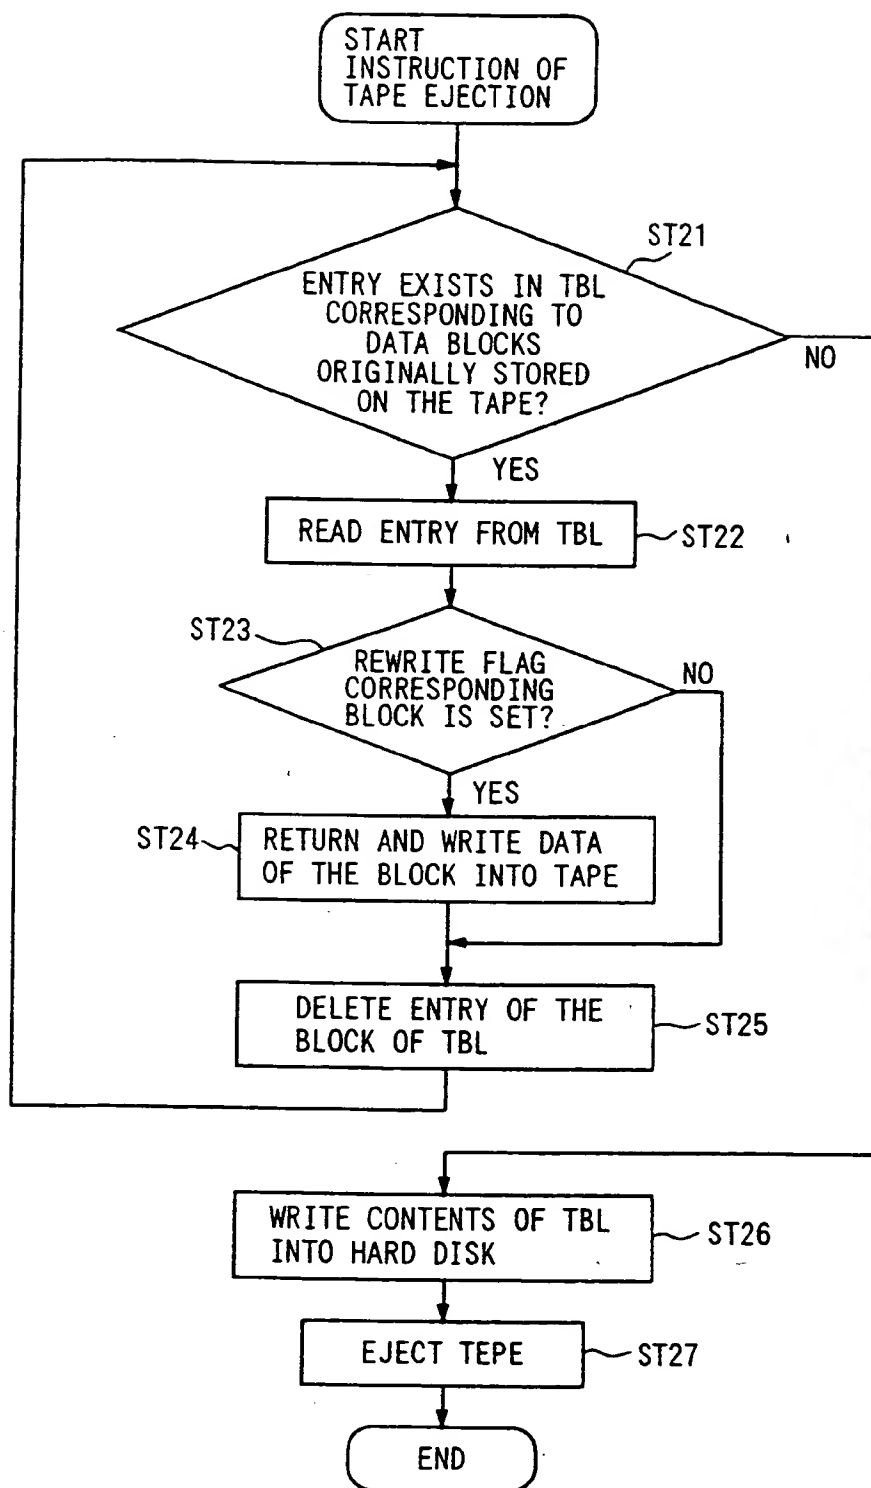 START
INSTRUCTION OF
TAPE EJECTION
ST21
ENTRY EXISTS IN TBL
CORRESPONDING TO
DATA BLOCKS
ORIGINALLY STORED
ON THE TAPE?
NO
YES
READ ENTRY FROM TBL
ST22
ST23
REWRITE FLAG
CORRESPONDING
BLOCK IS SET?
NO
YES
ST24
RETURN AND WRITE DATA
OF THE BLOCK INTO TAPE
DELETE ENTRY OF THE
BLOCK OF TBL
ST25
WRITE CONTENTS OF TBL
INTO HARD DISK
ST26
EJECT TEPE
ST27
END